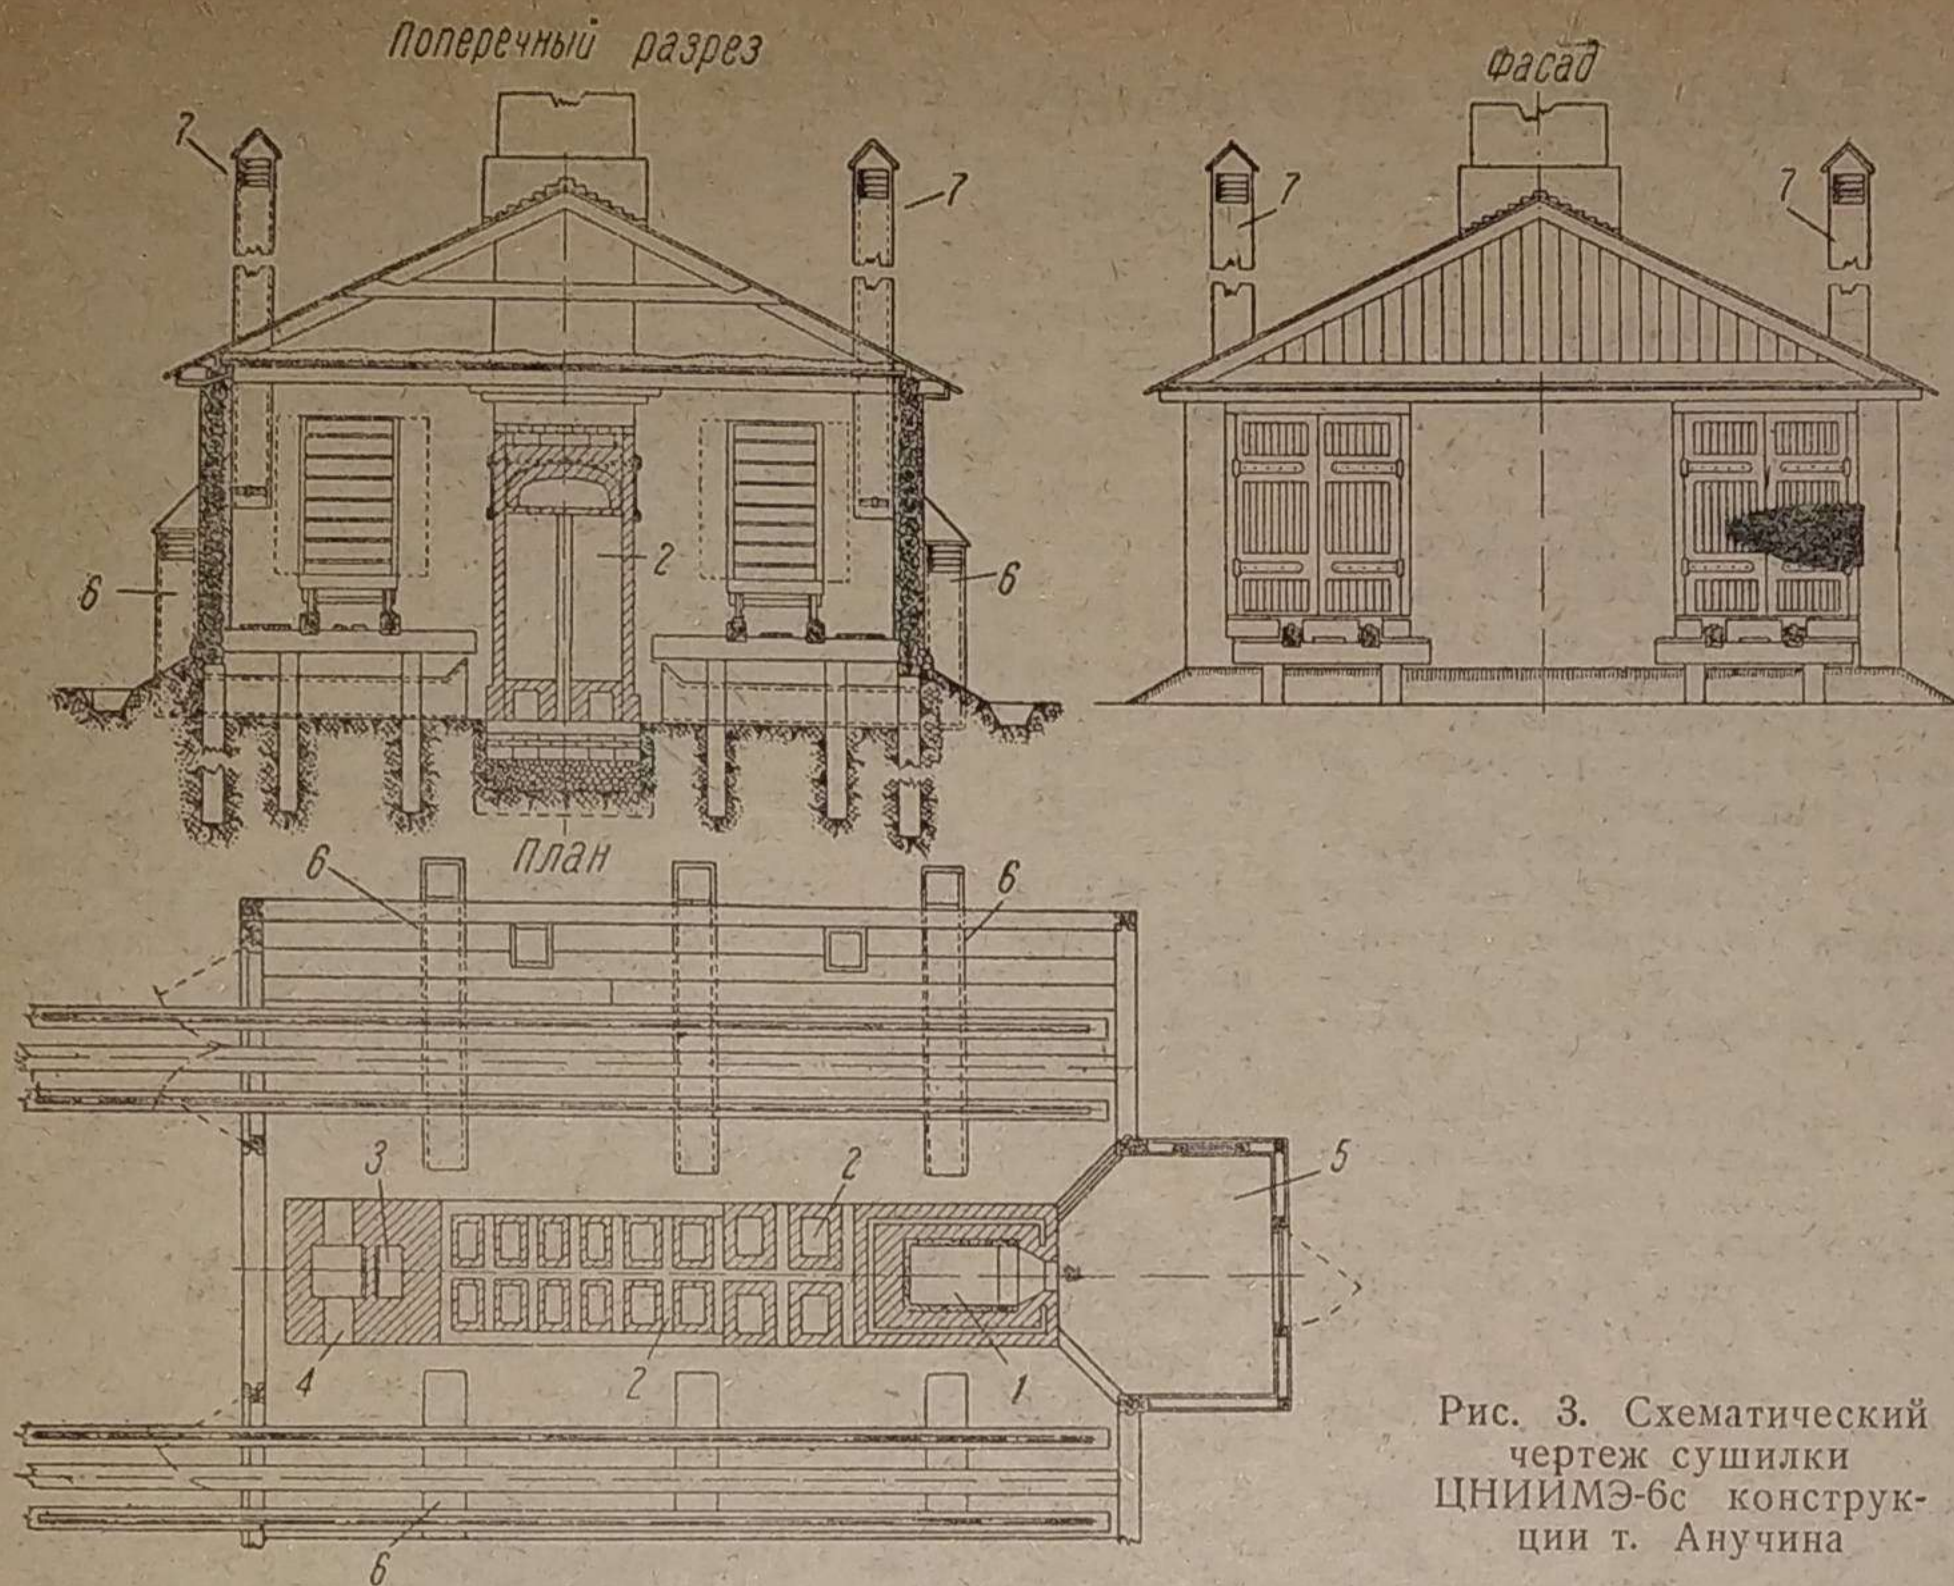 Поперечный разрез
Фасад
7
7
7
7
2
6
6
План
6
6
3
2
5
4
2
1
6
Рис. 3. Схематический
чертеж сушилки
ЦНИИМЭ-6с конструк-
ции т. Анучина